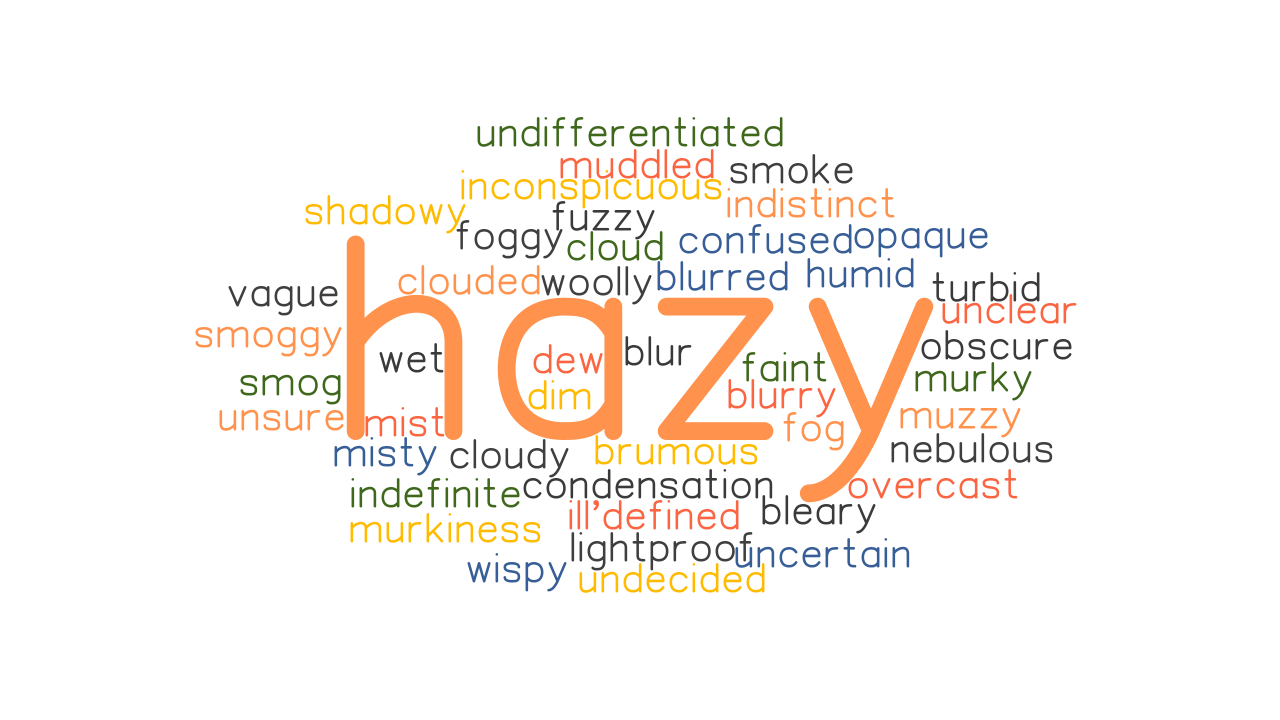 undifferentiated
muddled
smoke
inconspicuous
indistinct
shadowy
fuzzy
foggy
cloud
confused
opaque
clouded
woolly
blurred
humid
vague
turbid
unclear
hazy
smoggy
wet
dew
blur
faint
obscure
smog
dim
blurry
murky
unsure
mist
fog
muzzy
misty
cloudy
brumous
nebulous
indefinite
condensation
overcast
murkiness
ill'defined
bleary
lightproof
uncertain
wispy
undecided